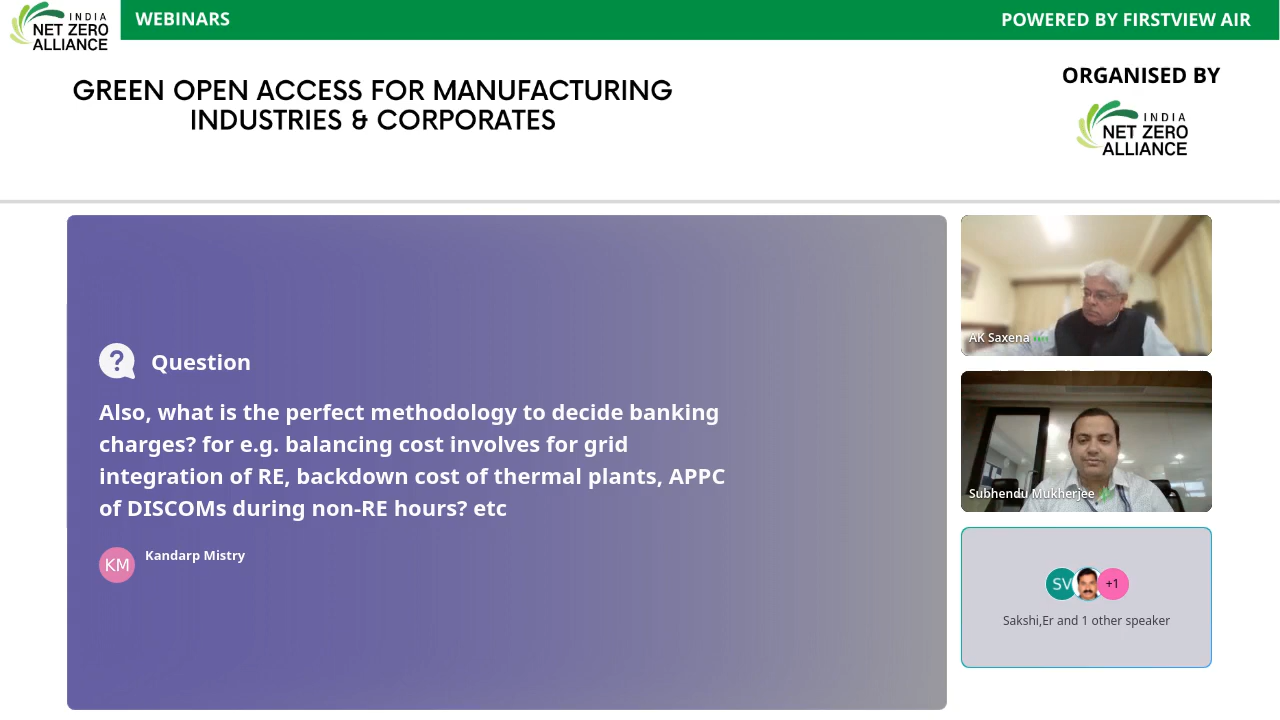 INDIA
NET ZERO
ALLIANCE
WEBINARS
POWERED BY FIRSTVIEW AIR
GREEN OPEN ACCESS FOR MANUFACTURING
INDUSTRIES & CORPORATES
ORGANISED BY
INDIA
NET ZERO
ALLIANCE
Question
Also, what is the perfect methodology to decide banking
charges? for e.g. balancing cost involves for grid
integration of RE, backdown cost of thermal plants, APPC
of DISCOMs during non-RE hours? etc
KM
Kandarp Mistry
AK Saxena
Subhendu Mukherjee
SV
+1
Sakshi,Er and 1 other speaker